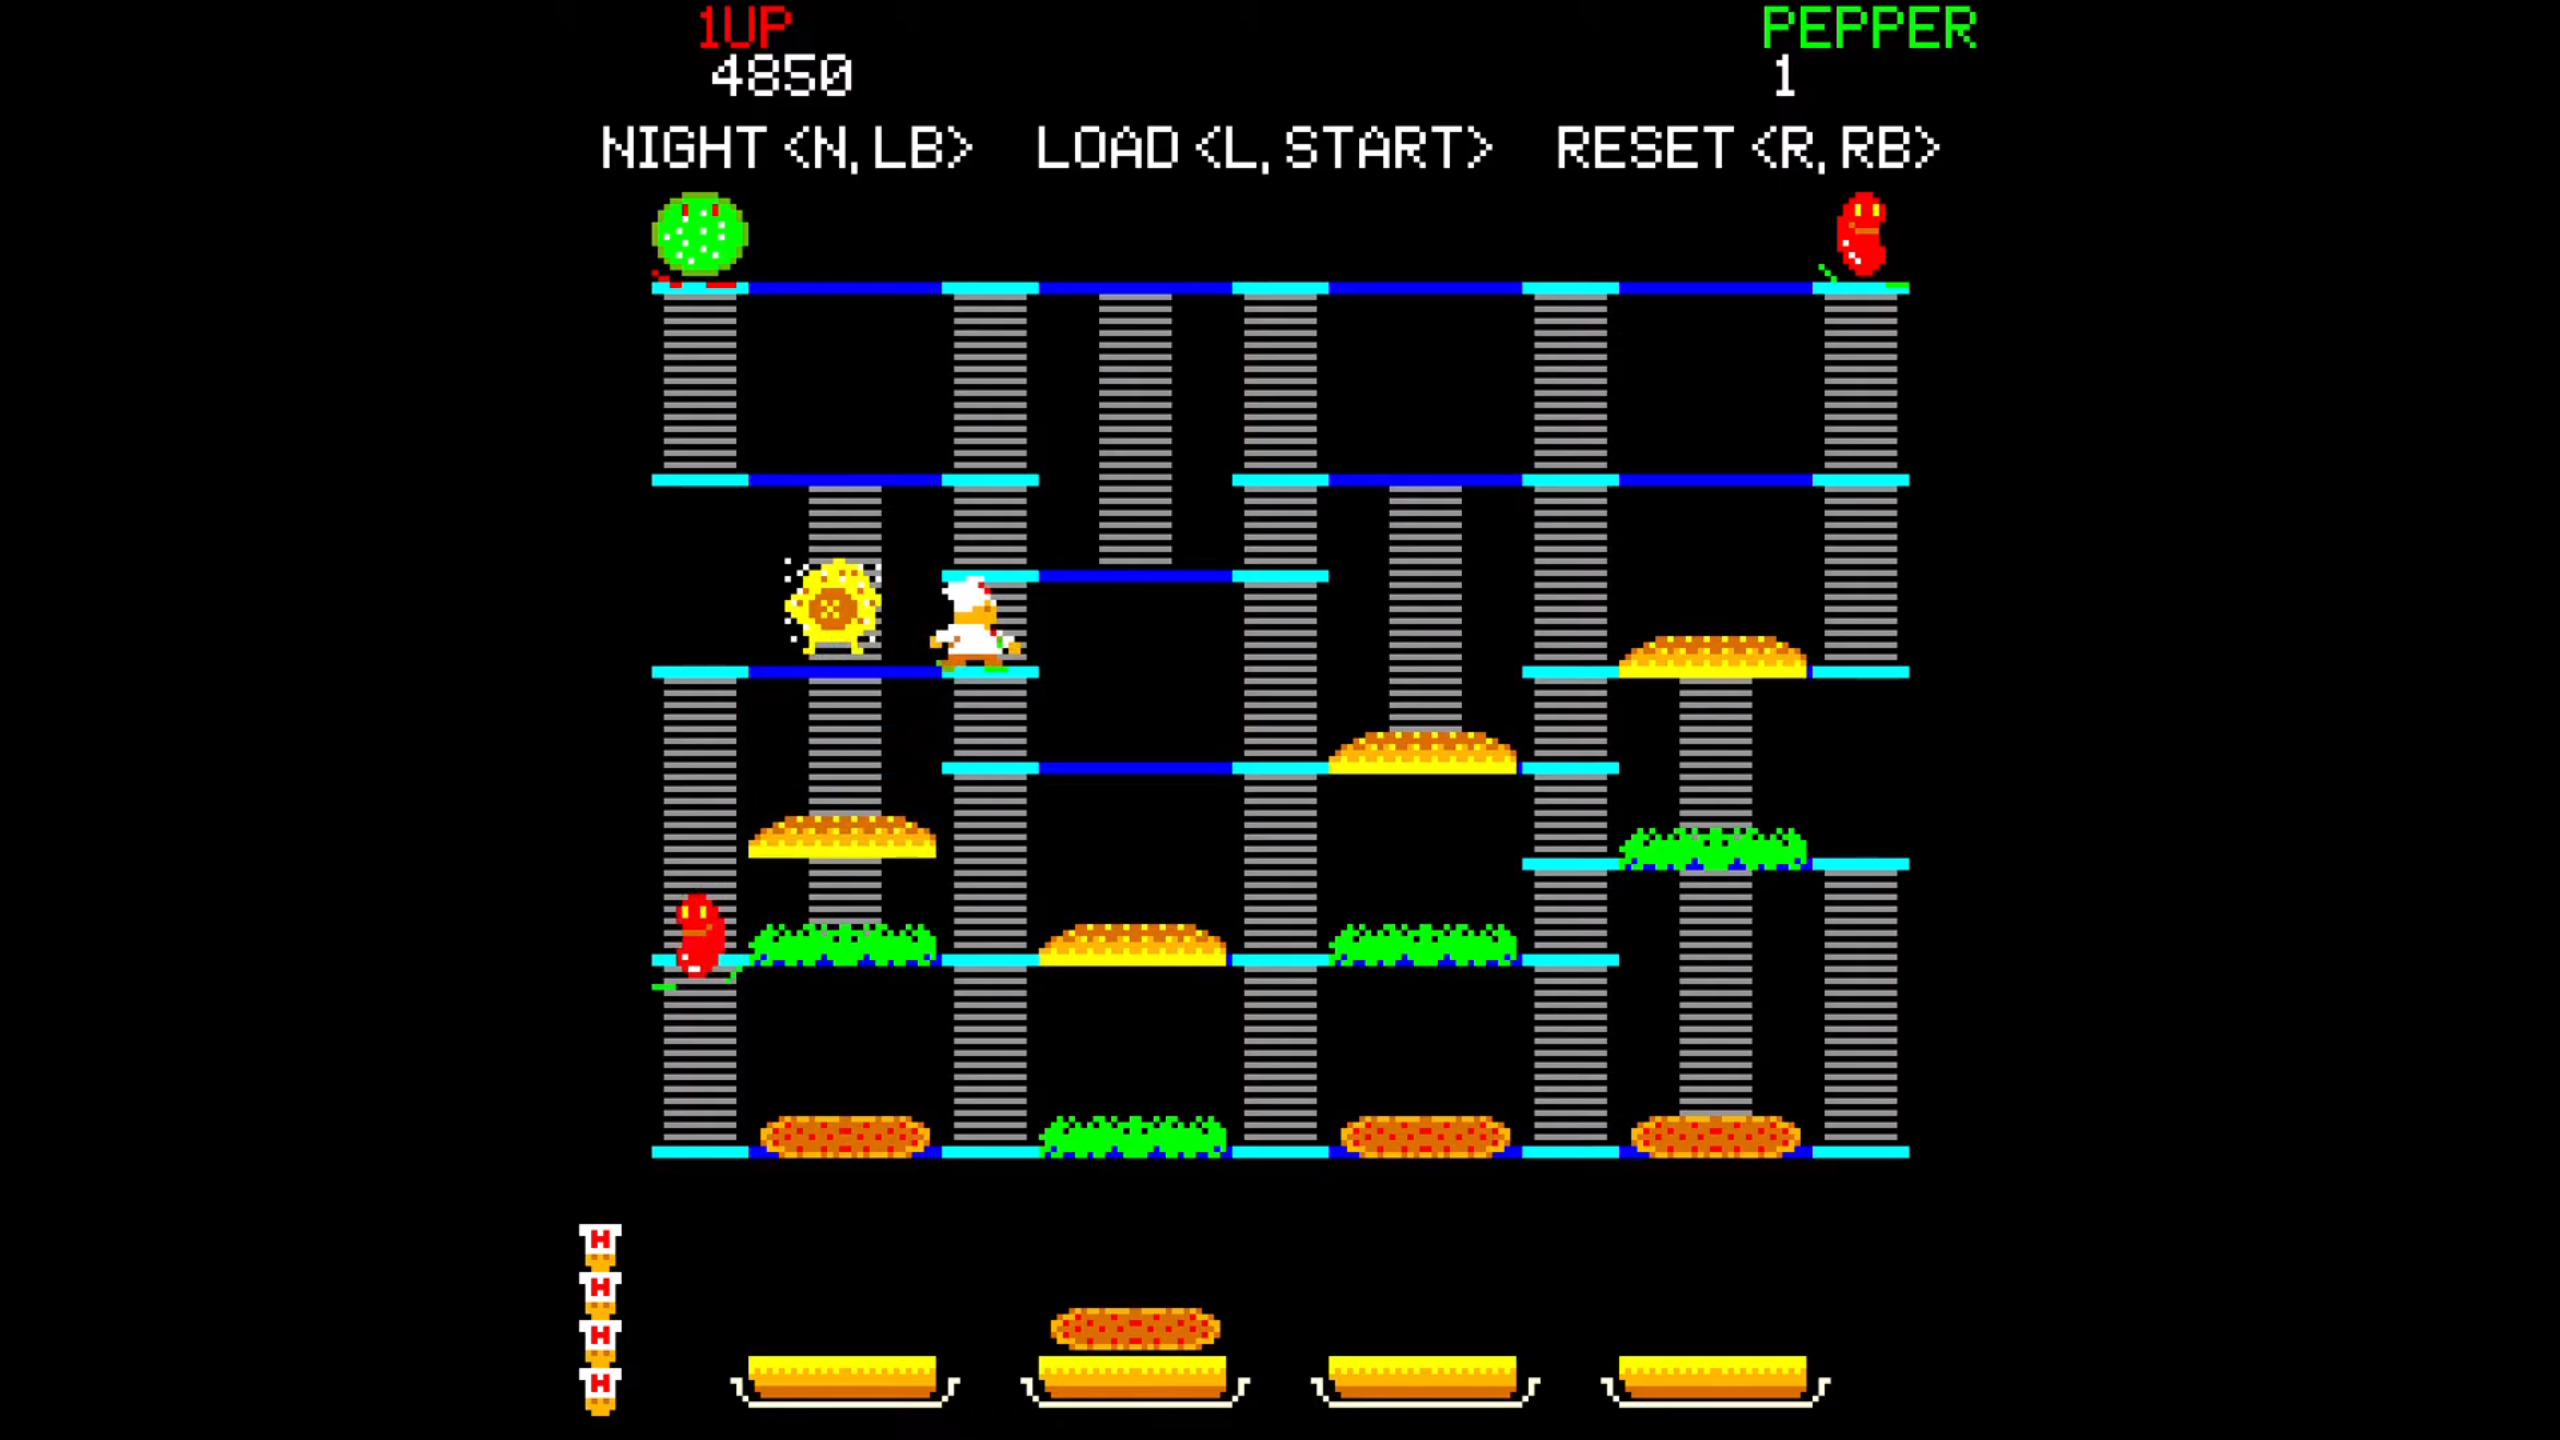 1UP PEPPER
4850 1
NIGHT <N, LB> LOAD <L, START> RESET <R, RB>
H
H
H
H